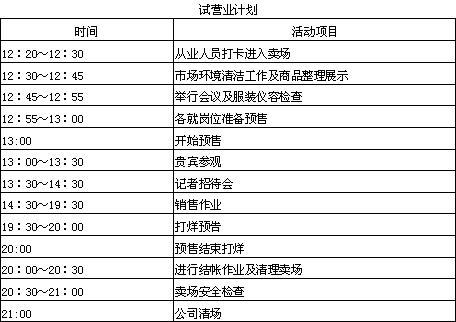 试营业计划
时间 活动项目
12：20～12：30 从业人员打卡进入卖场
12：30～12：45 市场环境清洁工作及商品整理展示
12：45～12：55 举行会议及服装仪容检查
12：55～13：00 各就岗位准备预售
13:00 开始预售
13：00～13：30 贵宾参观
13：30～14：30 记者招待会
14：30～19：30 销售作业
19：30～20：00 打烊预告
20:00 预售结束打烊
20：00～20：30 进行结帐作业及清理卖场
20：30～21：00 卖场安全检查
21:00 公司清场